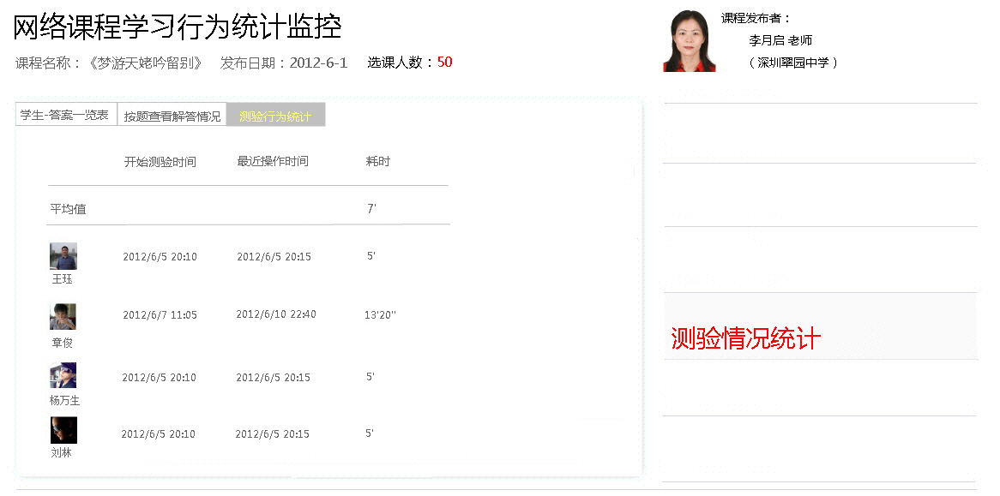 网络课程学习行为统计监控
课程名称：《梦游天姥吟留别》 发布日期：2012-6-1 选课人数：50
课程发布者：
李月启 老师
（深圳翠园中学）
学生-答案一览表 按题查看解答情况 测验行为统计
开始测验时间 最近操作时间 耗时
平均值 7'
2012/6/5 20:10 2012/6/5 20:15 5'
王珏
2012/6/7 11:05 2012/6/10 22:40 13'20''
章俊
2012/6/5 20:10 2012/6/5 20:15 5'
杨万生
2012/6/5 20:10 2012/6/5 20:15 5'
刘林
测验情况统计